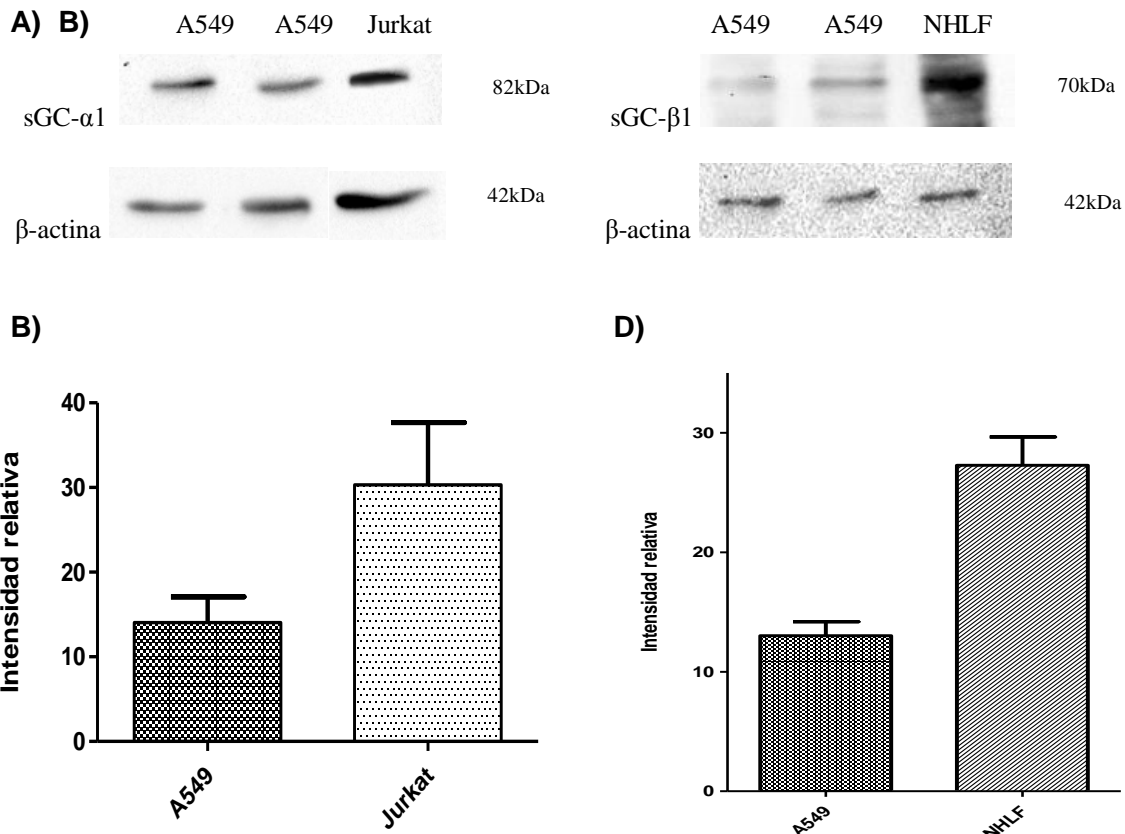 A) B)
A549 A549 Jurkat
sGC-α1
82kDa
β-actina
42kDa
A549 A549 NHLF
sGC-β1
70kDa
β-actina
42kDa
B)
Intensidad relativa
40
30
20
10
0
A549
Jurkat
D)
Intensidad relativa
30
20
10
0
A549
NHLF